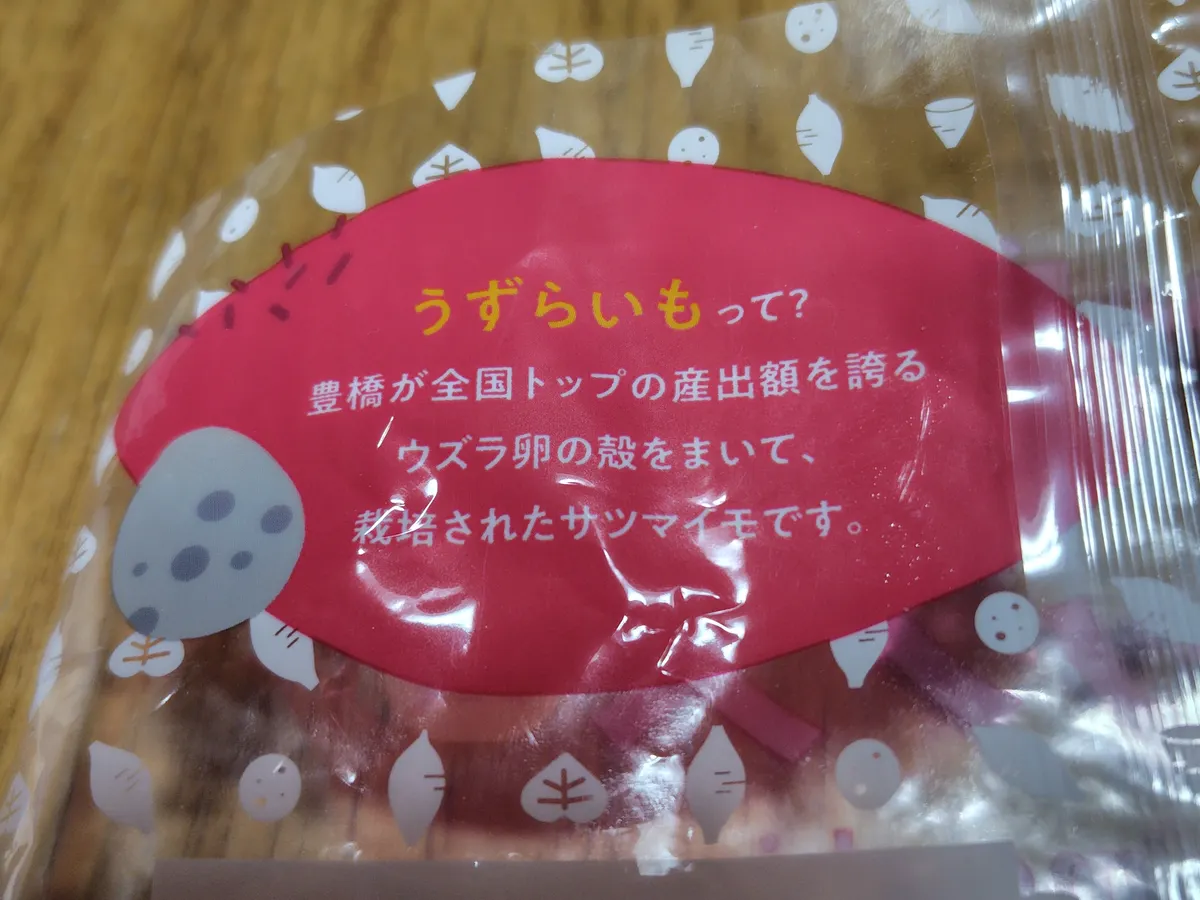 うずらいもって?
豊橋が全国トップの産出額を誇る
ウズラ卵の殻をまいて、
栽培されたサツマイモです。